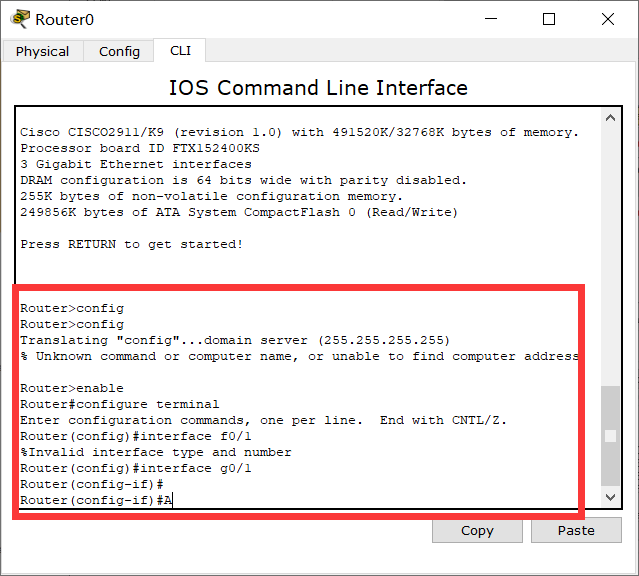 Router0
Physical Config CLI
IOS Command Line Interface
Cisco CISCO2911/K9 (revision 1.0) with 491520K/32768K bytes of memory.
Processor board ID FTX152400KS
3 Gigabit Ethernet interfaces
DRAM configuration is 64 bits wide with parity disabled.
255K bytes of non-volatile configuration memory.
249856K bytes of ATA System CompactFlash 0 (Read/Write)
Press RETURN to get started!
Router>config
Router>config
Translating "config"...domain server (255.255.255.255)
% Unknown command or computer name, or unable to find computer address
Router>enable
Router#configure terminal
Enter configuration commands, one per line.  End with CNTL/Z.
Router(config)#interface f0/1
%Invalid interface type and number
Router(config)#interface g0/1
Router(config-if)#
Router(config-if)#A
Copy Paste